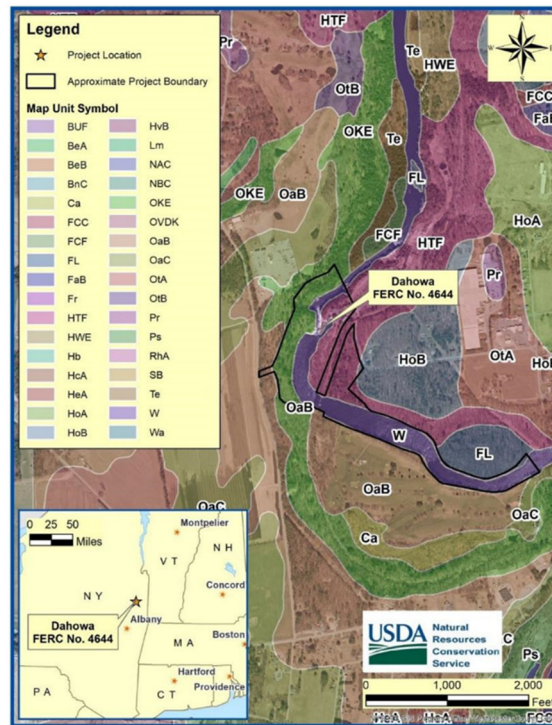 Legend
Project Location
Approximate Project Boundary
Map Unit Symbol
BUF
BeA
BeB
BnC
Ca
FCC
FCF
FL
FaB
Fr
HTF
HWE
Hb
HcA
HeA
HoA
HoB
HvB
Lm
NAC
NBC
OKE
OVDK
OaB
OaC
OtA
OtB
Pr
Ps
RhA
SB
Te
W
Wa
HTF
Pr
OtB
OKE
OKE
OaB
Te
HWE
Te
FL
FCF
HTF
FCC
FaB
HoA
Pr
Dahowa
FERC No. 4644
HoB
OtA
OaB
W
FL
OaB
OaC
Ca
OaC
Ps
HeA
HeA
N
E
S
W
0 25 50
Miles
Montpelier
VT
NH
Concord
NY
Dahowa
FERC No. 4644
Albany
Boston
MA
Hartford
Providence
CT
PA
USDA
Natural
Resources
Conservation
Service
0 1,000 2,000
Feet